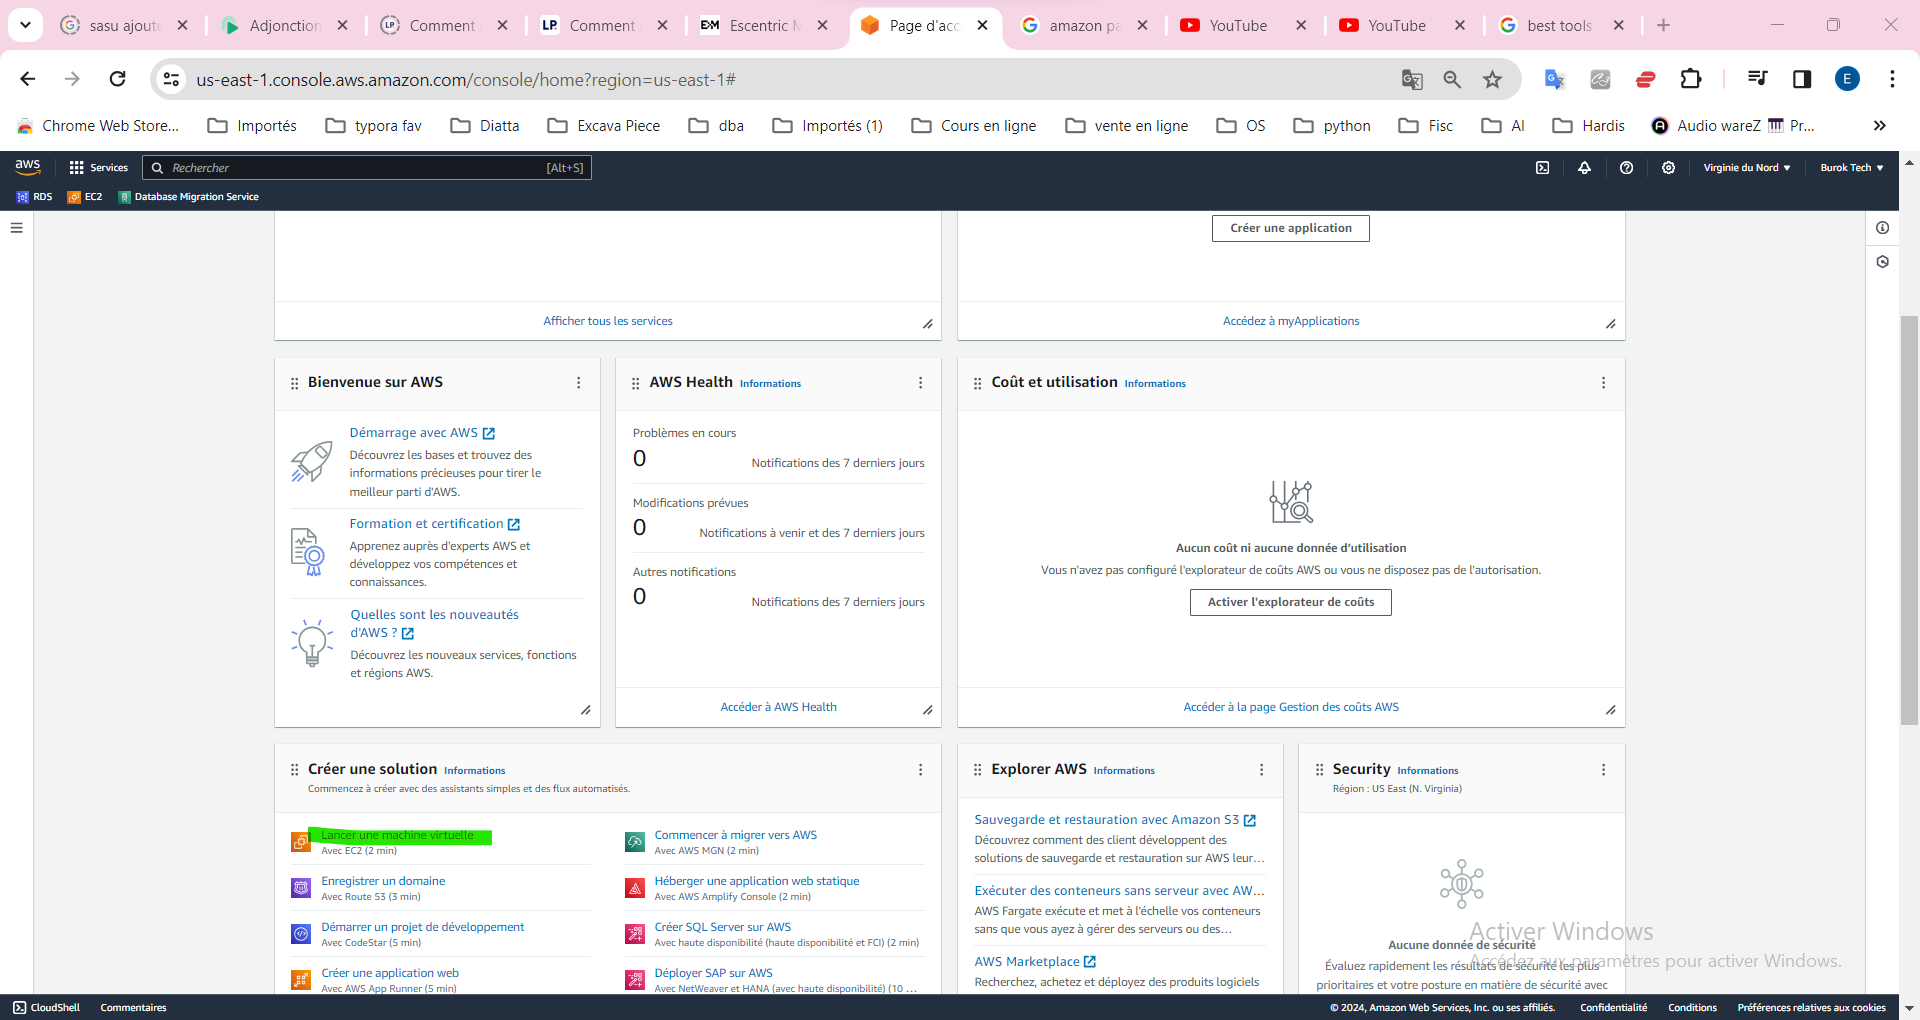 sasu ajoute
Adjonction
Comment
Comment
Escentric M
Page d'acc
amazon pa
YouTube
YouTube
best tools
us-east-1.console.aws.amazon.com/console/home?region=us-east-1#
E
Chrome Web Store...
Importés
typora fav
Diatta
Excava Piece
dba
Importés (1)
Cours en ligne
vente en ligne
OS
python
Fisc
AI
Hardis
Audio wareZ
Pr...
aws
Services
Rechercher
[Alt+S]
Virginie du Nord
Burok Tech
RDS
EC2
Database Migration Service
Créer une application
Afficher tous les services
Accédez à myApplications
Bienvenue sur AWS
Démarrage avec AWS
Découvrez les bases et trouvez des
informations précieuses pour tirer le
meilleur parti d'AWS.
Formation et certification
Apprenez auprès d'experts AWS et
développez vos compétences et
connaissances.
Quelles sont les nouveautés
d'AWS ?
Découvrez les nouveaux services, fonctions
et régions AWS.
AWS Health Informations
Problèmes en cours
0
Notifications des 7 derniers jours
Modifications prévues
0
Notifications à venir et des 7 derniers jours
Autres notifications
0
Notifications des 7 derniers jours
Accéder à AWS Health
Coût et utilisation Informations
Aucun coût ni aucune donnée d'utilisation
Vous n'avez pas configuré l'explorateur de coûts AWS ou vous ne disposez pas de l'autorisation.
Activer l'explorateur de coûts
Accéder à la page Gestion des coûts AWS
Créer une solution Informations
Commencez à créer avec des assistants simples et des flux automatisés.
Lancer une machine virtuelle
Avec EC2 (2 min)
Enregistrer un domaine
Avec Route 53 (3 min)
Démarrer un projet de développement
Avec CodeStar (5 min)
Créer une application web
Avec AWS App Runner (5 min)
Commencer à migrer vers AWS
Avec AWS MGN (2 min)
Héberger une application web statique
Avec AWS Amplify Console (2 min)
Créer SQL Server sur AWS
Avec haute disponibilité (haute disponibilité et FCI) (2 min)
Déployer SAP sur AWS
Avec NetWeaver et HANA (avec haute disponibilité) (10 ...
Explorer AWS Informations
Sauvegarde et restauration avec Amazon S3
Découvrez comment des client développent des
solutions de sauvegarde et restauration sur AWS leur...
Exécuter des conteneurs sans serveur avec AW...
AWS Fargate exécute et met à l'échelle vos conteneurs
sans que vous ayez à gérer des serveurs ou des...
AWS Marketplace
Recherchez, achetez et déployez des produits logiciels
Security Informations
Région : US East (N. Virginia)
Aucune donnée de sécurité
Évaluez rapidement les résultats de sécurité les plus
prioritaires et votre posture en matière de sécurité avec
Activer Windows
Accédez aux paramètres pour activer Windows.
CloudShell
Commentaires
© 2024, Amazon Web Services, Inc. ou ses affiliés.
Confidentialité
Conditions
Préférences relatives aux cookies